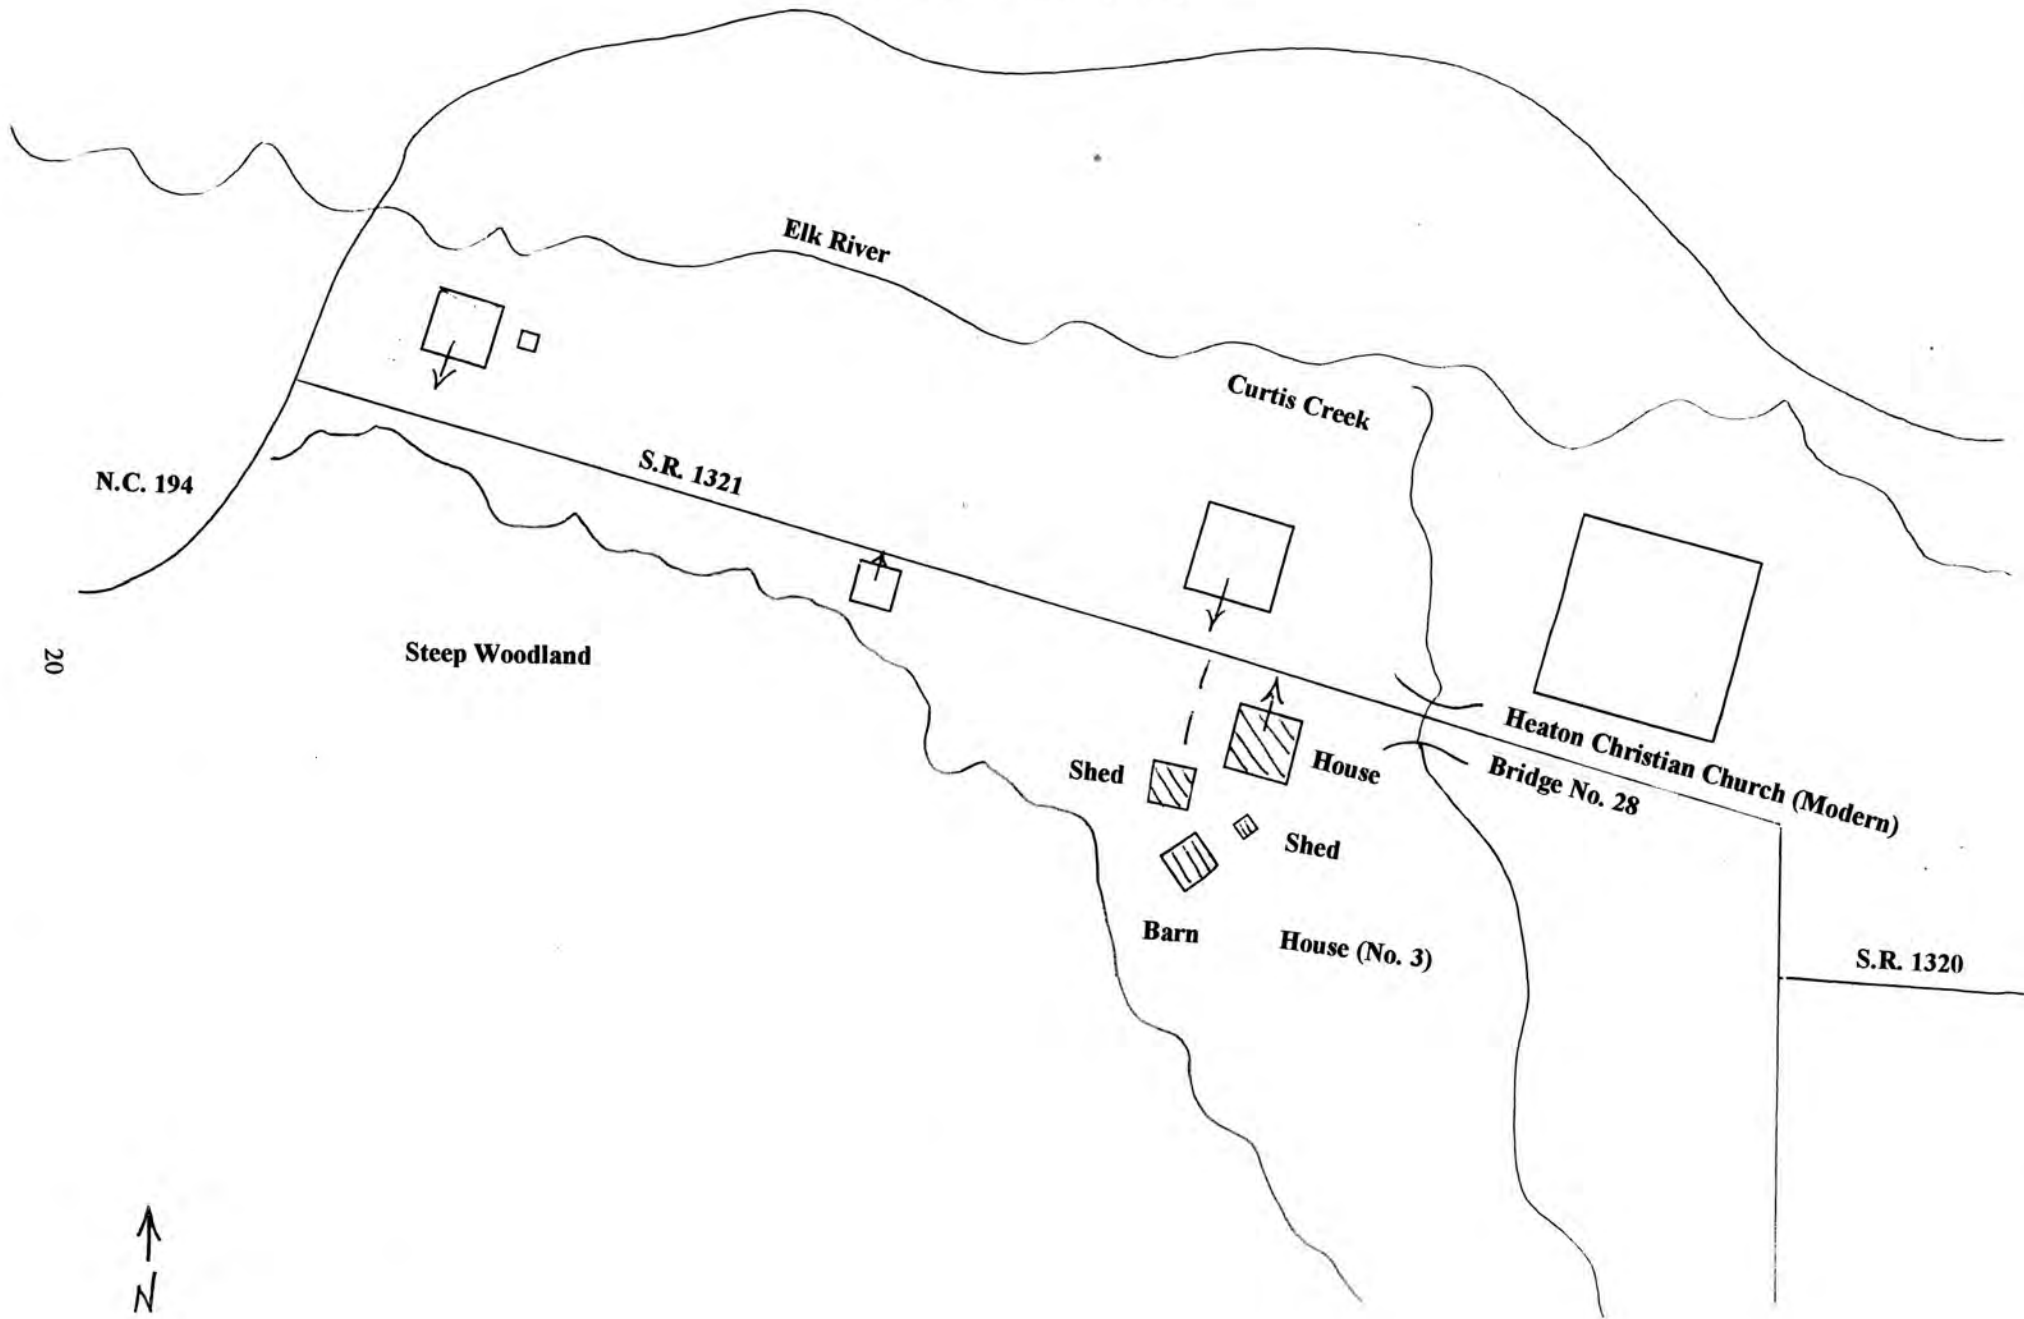 Elk River
Curtis Creek
N.C. 194
S.R. 1321
20
Steep Woodland
Heaton Christian Church (Modern)
Bridge No. 28
Shed
House
Shed
Barn
House (No. 3)
S.R. 1320
N